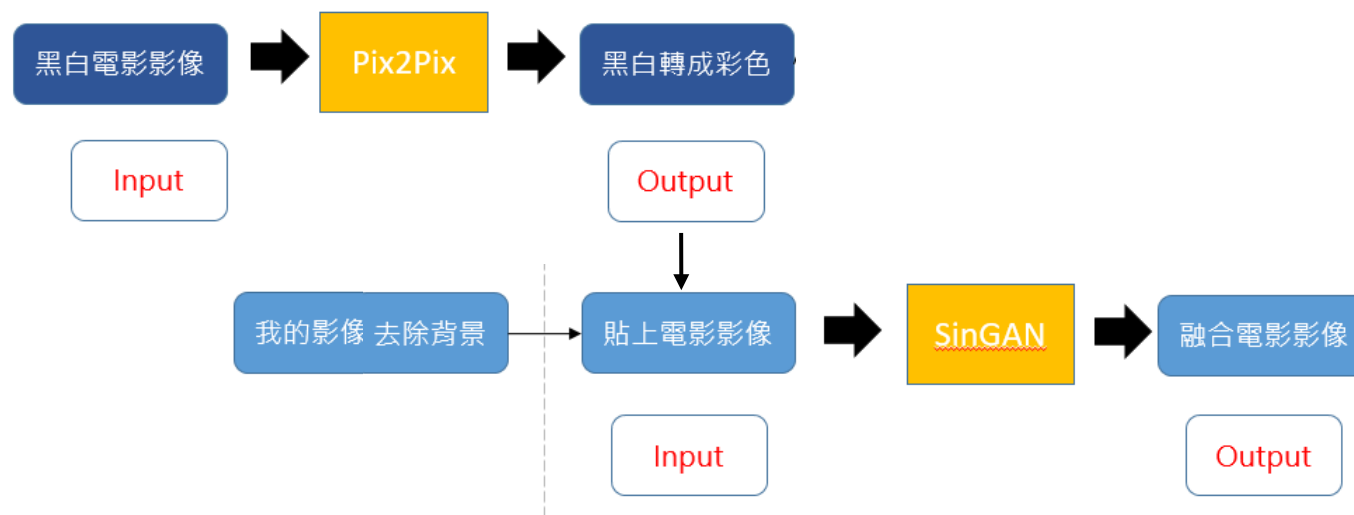 黑白電影影像
Pix2Pix
黑白轉成彩色
Input
Output
我的影像 去除背景
貼上電影影像
SinGAN
融合電影影像
Input
Output